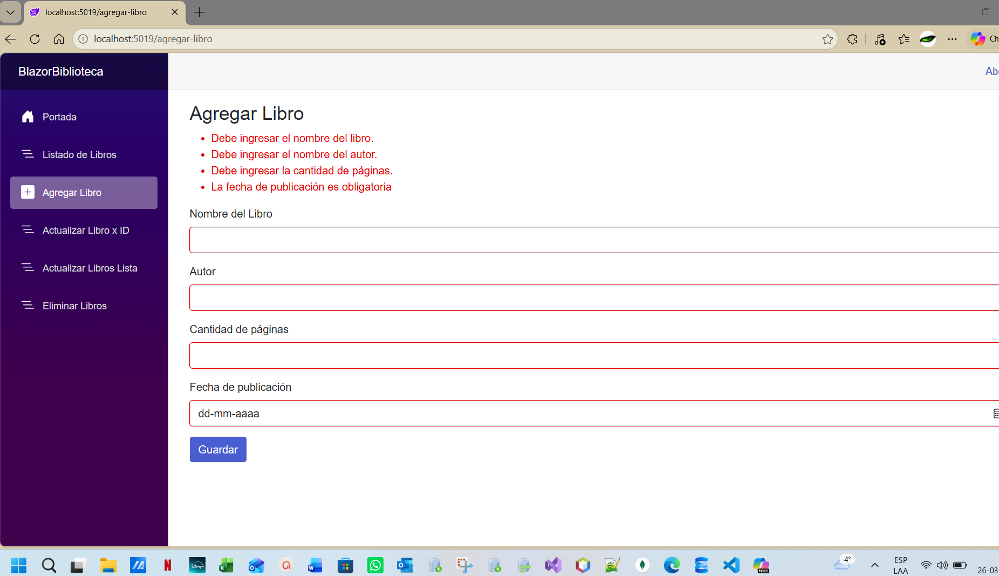 localhost:5019/agregar-libro
localhost:5019/agregar-libro
BlazorBiblioteca
Portada
Listado de Libros
Agregar Libro
Actualizar Libro x ID
Actualizar Libros Lista
Eliminar Libros
Agregar Libro
Debe ingresar el nombre del libro.
Debe ingresar el nombre del autor.
Debe ingresar la cantidad de páginas.
La fecha de publicación es obligatoria
Nombre del Libro
Autor
Cantidad de páginas
Fecha de publicación
dd-mm-aaaa
Guardar
4°
ESP
LAA
26-08